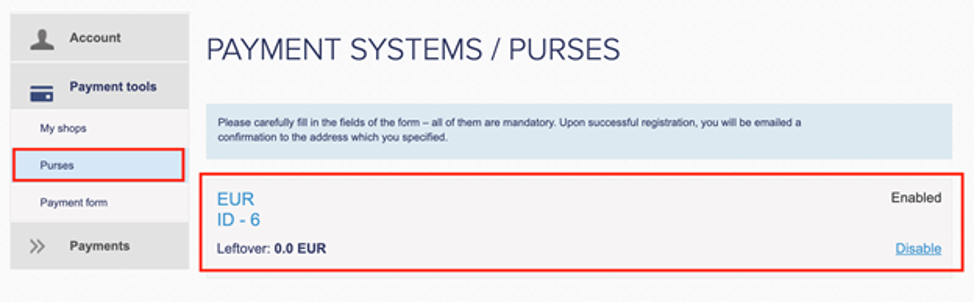 Account
Payment tools
My shops
Purses
Payment form
Payments
PAYMENT SYSTEMS / PURSES
Please carefully fill in the fields of the form – all of them are mandatory. Upon successful registration, you will be emailed a
confirmation to the address which you specified.
EUR
Enabled
ID - 6
Leftover: 0.0 EUR
Disable